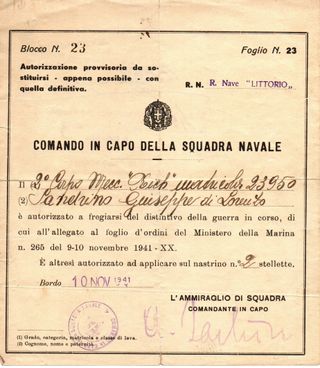 Blocco N. 23
Foglio N. 23
Autorizzazione provvisoria da so-
stituirsi - appena possibile - con
quella definitiva.
R. N. R. Nave "LITTORIO"
COMANDO IN CAPO DELLA SQUADRA NAVALE
Il (1) 2° Capo Mecc. matricola 23950
(2) Giuseppe di
è autorizzato a fregiarsi del distintivo della guerra in corso, di
cui all'allegato al foglio d'ordini del Ministero della Marina
n. 265 del 9-10 novembre 1941 - XX.
È altresì autorizzato ad applicare sul nastrino n. 2 stellette.
Bordo 10 NOV 1941
L'AMMIRAGLIO DI SQUADRA
COMANDANTE IN CAPO
(1) Grado, categoria, matricola e classe di leva.
(2) Cognome, nome e paternità.